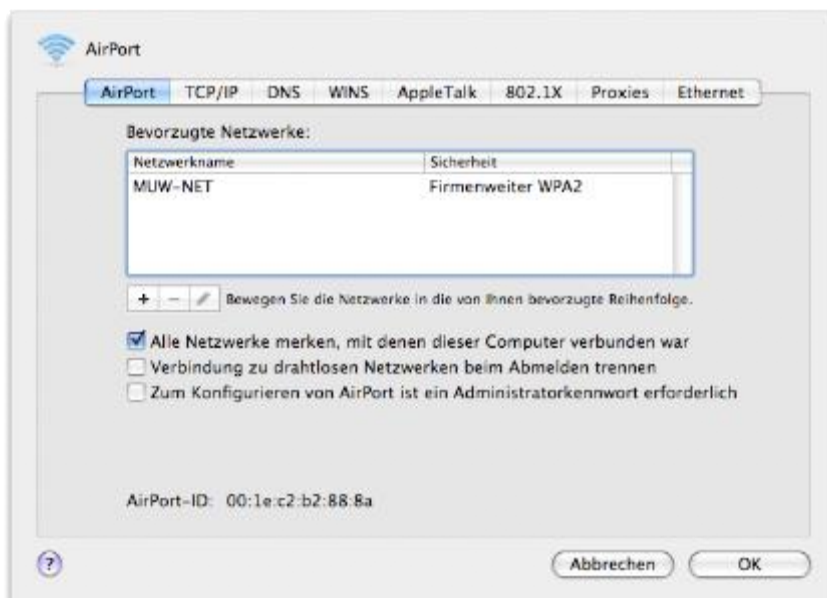 AirPort
AirPort TCP/IP DNS WINS AppleTalk 802.1X Proxies Ethernet
Bevorzugte Netzwerke:
Netzwerkname Sicherheit
MUW-NET Firmenweiter WPA2
+ − Bewegen Sie die Netzwerke in die von Ihnen bevorzugte Reihenfolge.
Alle Netzwerke merken, mit denen dieser Computer verbunden war
Verbindung zu drahtlosen Netzwerken beim Abmelden trennen
Zum Konfigurieren von AirPort ist ein Administratorkennwort erforderlich
AirPort-ID: 00:1e:c2:b2:88:8a
? Abbrechen OK